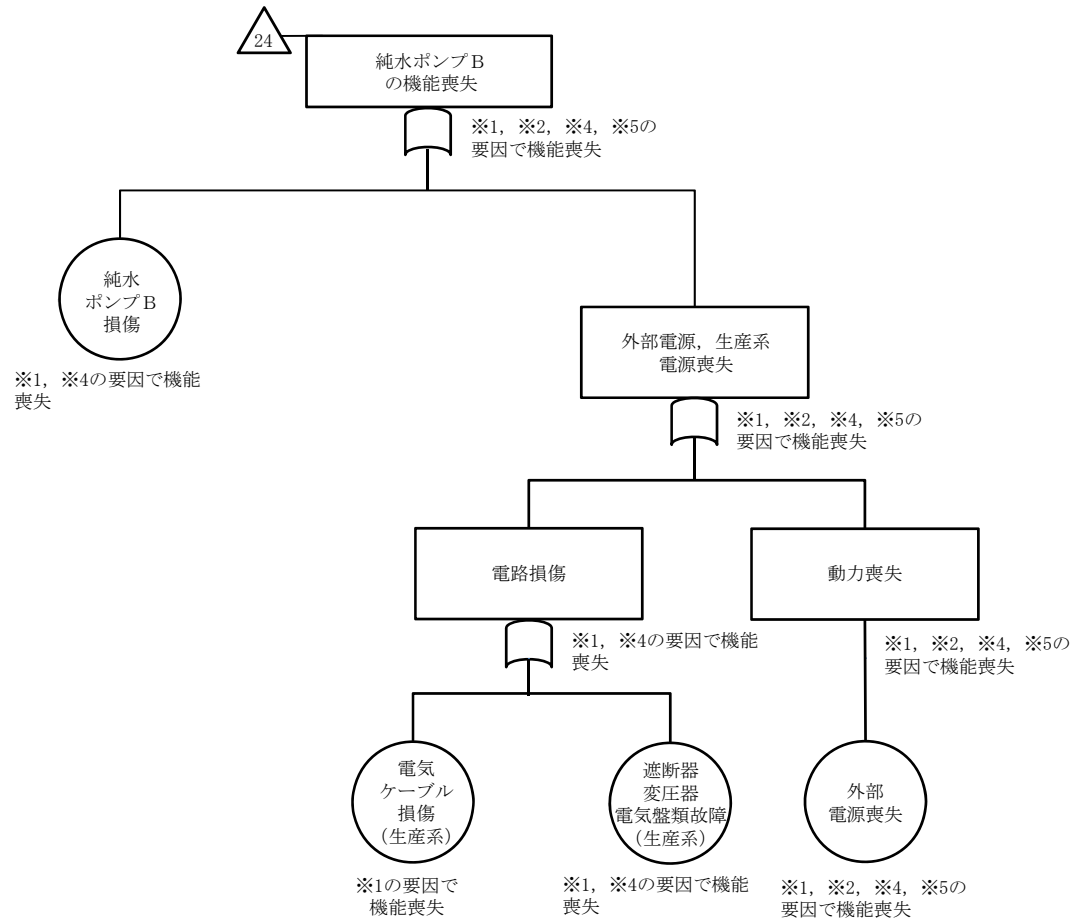 24
純水ポンプB
の機能喪失
※1, ※2, ※4, ※5の
要因で機能喪失
純水
ポンプB
損傷
※1, ※4の要因で機能
喪失
外部電源, 生産系
電源喪失
※1, ※2, ※4, ※5の
要因で機能喪失
電路損傷
※1, ※4の要因で機能
喪失
動力喪失
※1, ※2, ※4, ※5の
要因で機能喪失
電気
ケーブル
損傷
(生産系)
※1の要因で
機能喪失
遮断器
変圧器
電気盤類故障
(生産系)
※1, ※4の要因で機能
喪失
外部
電源喪失
※1, ※2, ※4, ※5の
要因で機能喪失